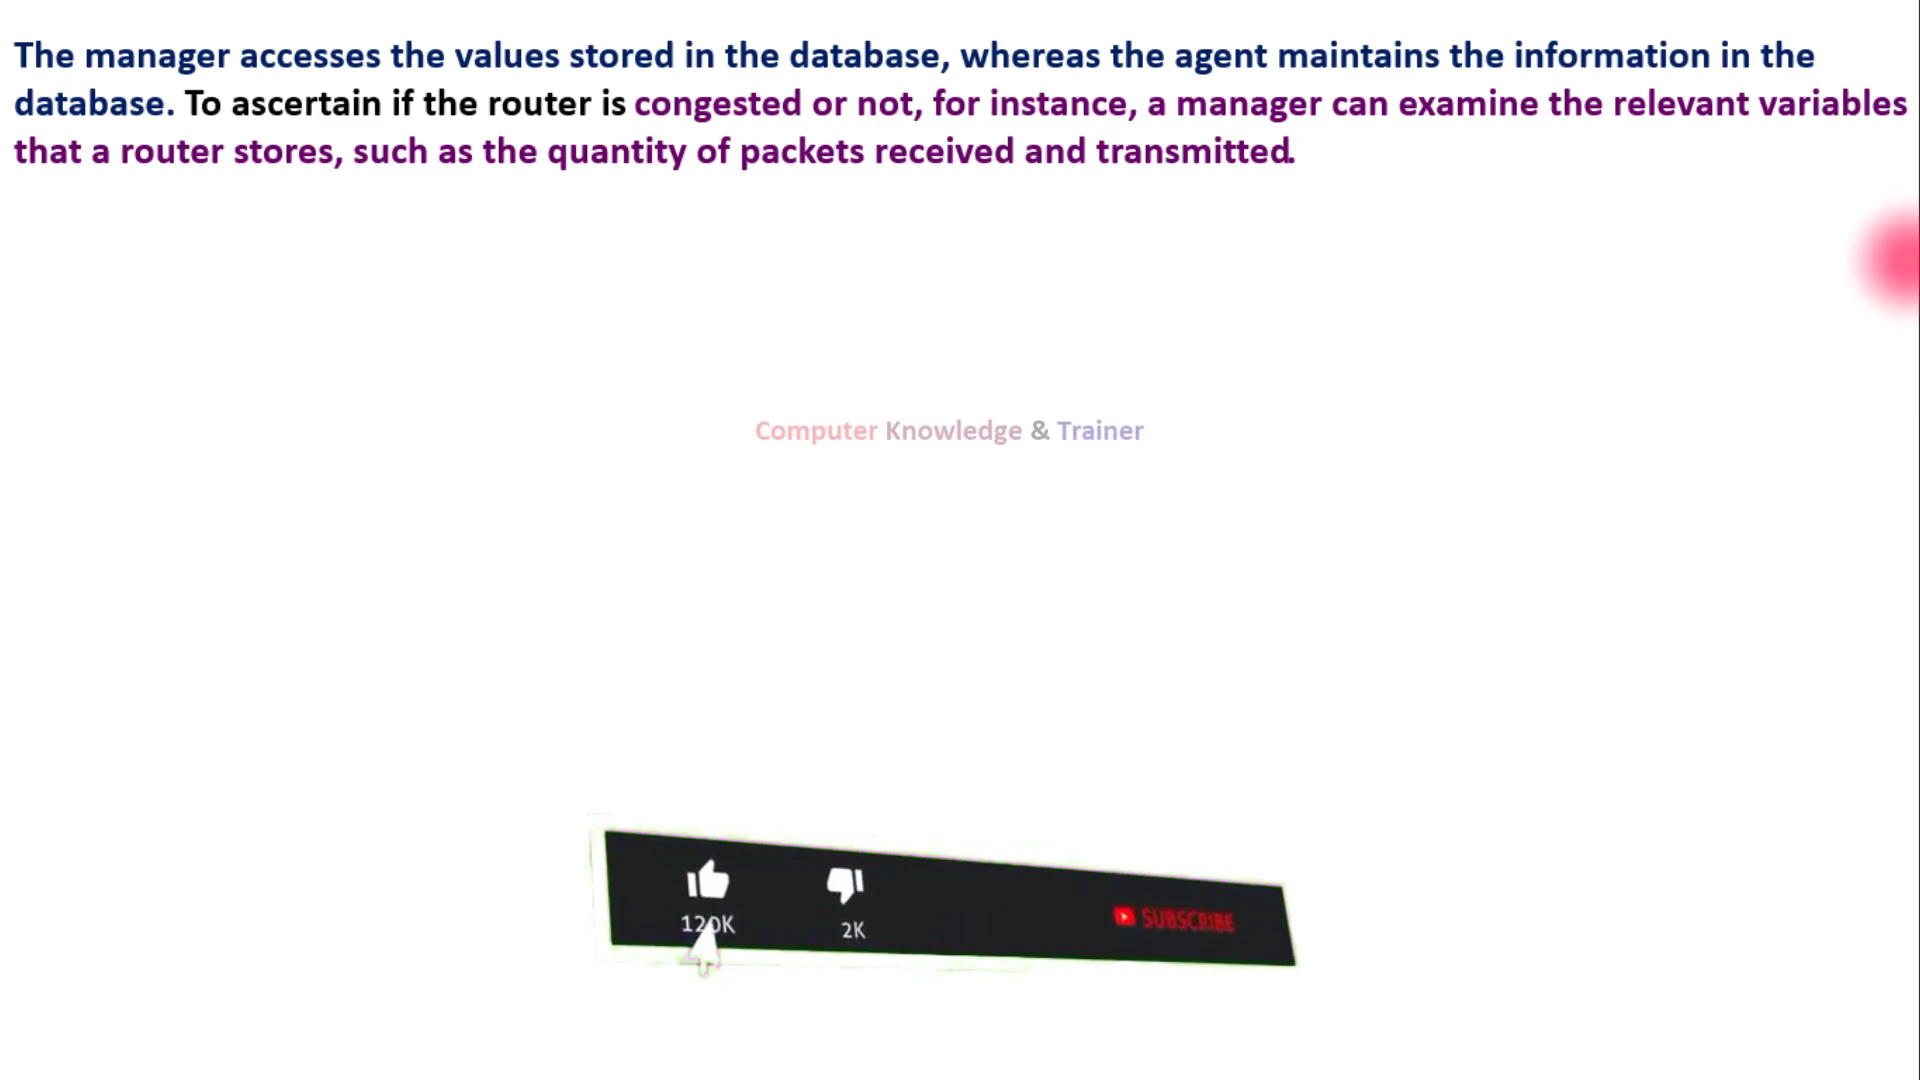 The manager accesses the values stored in the database, whereas the agent maintains the information in the
database. To ascertain if the router is congested or not, for instance, a manager can examine the relevant variables
that a router stores, such as the quantity of packets received and transmitted.
Computer Knowledge & Trainer
120K 2K SUBSCRIBE